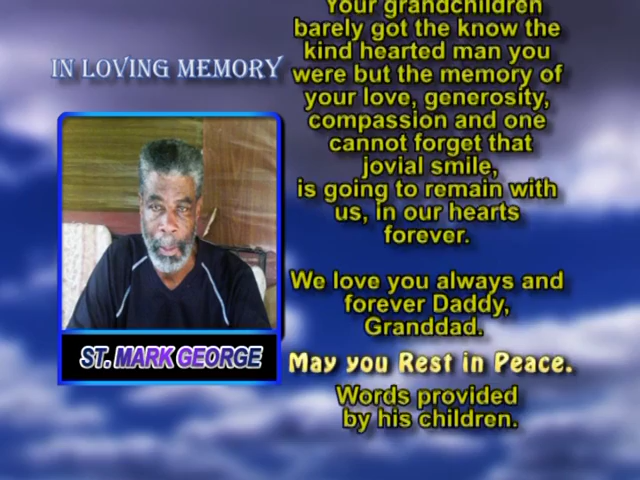 IN LOVING MEMORY
ST. MARK GEORGE
Your grandchildren
barely got the know the
kind hearted man you
were but the memory of
your love, generosity,
compassion and one
cannot forget that
jovial smile,
is going to remain with
us, in our hearts
forever.
We love you always and
forever Daddy,
Granddad.
May you Rest in Peace.
Words provided
by his children.